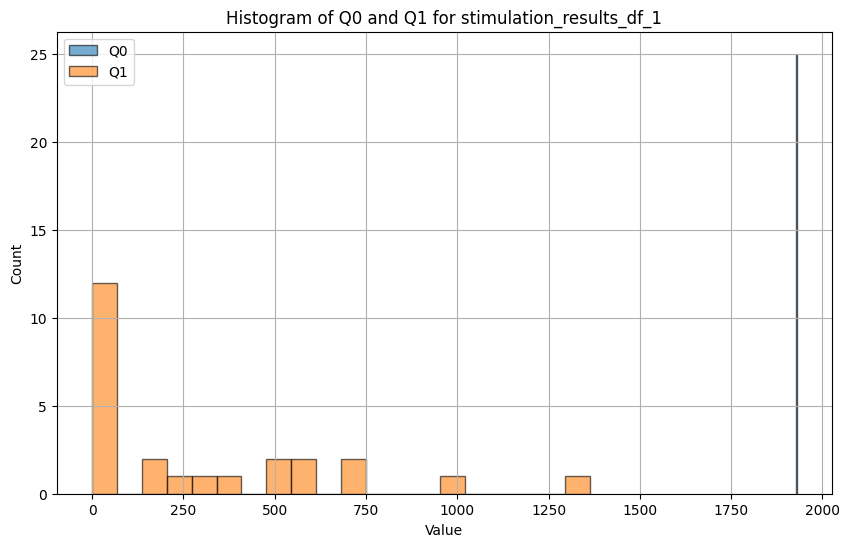 Histogram of Q0 and Q1 for stimulation_results_df_1
Q0
Q1
25
20
15
10
5
0
Count
0 250 500 750 1000 1250 1500 1750 2000
Value